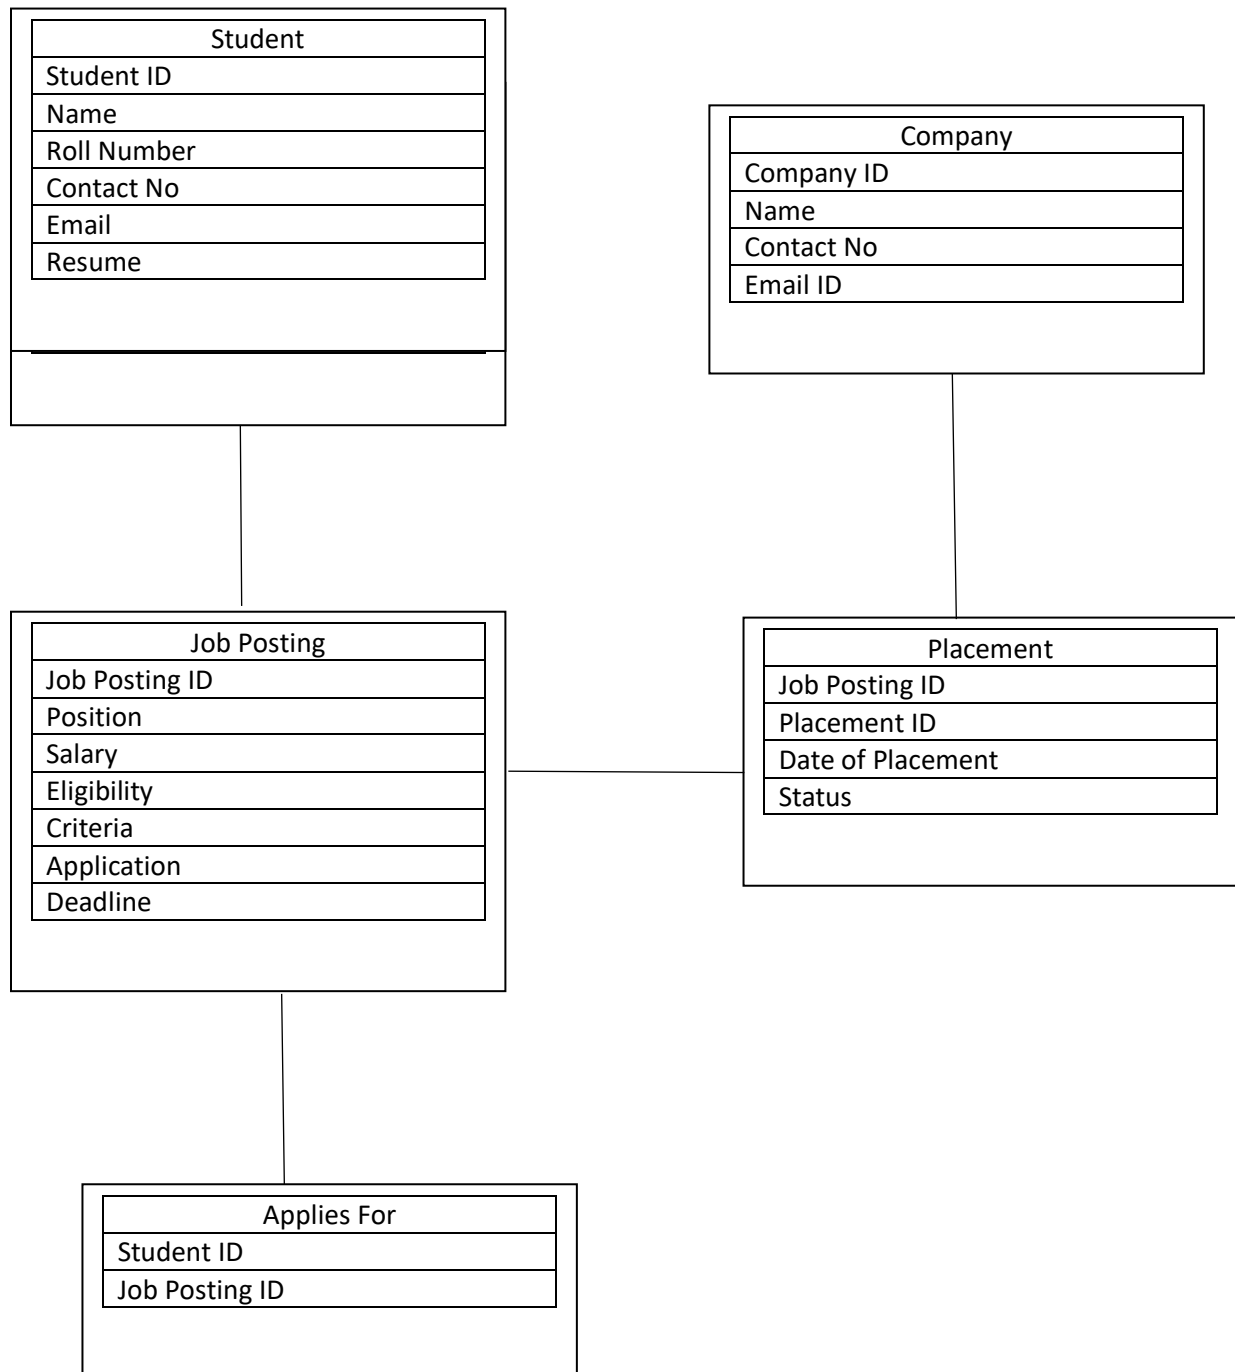 Student
Student ID
Name
Roll Number
Contact No
Email
Resume
Company
Company ID
Name
Contact No
Email ID
Job Posting
Job Posting ID
Position
Salary
Eligibility
Criteria
Application
Deadline
Placement
Job Posting ID
Placement ID
Date of Placement
Status
Applies For
Student ID
Job Posting ID